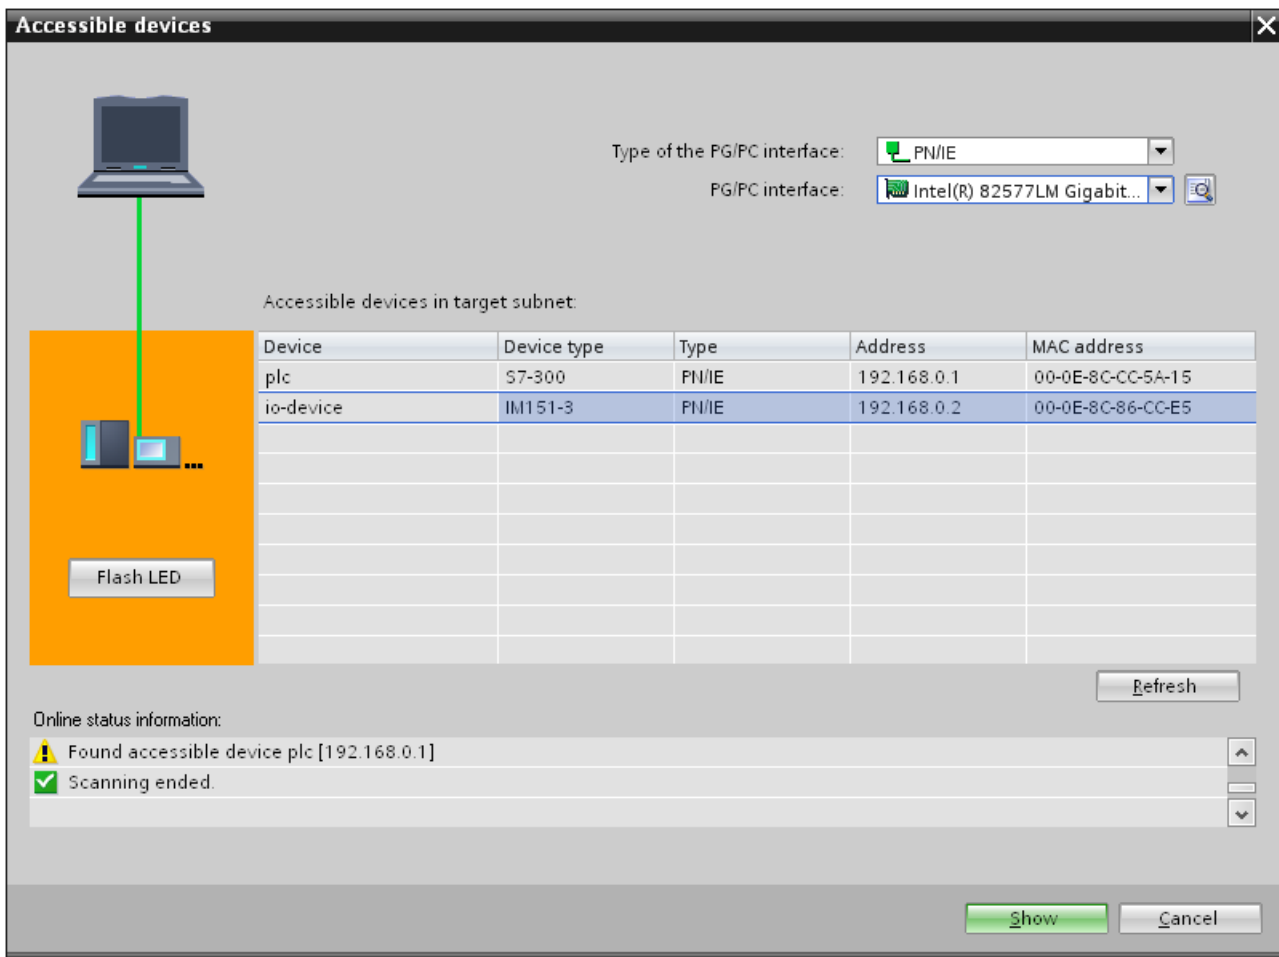 Accessible devices
Type of the PG/PC interface: PN/IE
PG/PC interface: Intel(R) 82577LM Gigabit...
Accessible devices in target subnet:
Device Device type Type Address MAC address
plc S7-300 PN/IE 192.168.0.1 00-0E-8C-CC-5A-15
io-device IM151-3 PN/IE 192.168.0.2 00-0E-8C-86-CC-E5
Flash LED
Refresh
Online status information:
Found accessible device plc [192.168.0.1]
Scanning ended.
Show Cancel